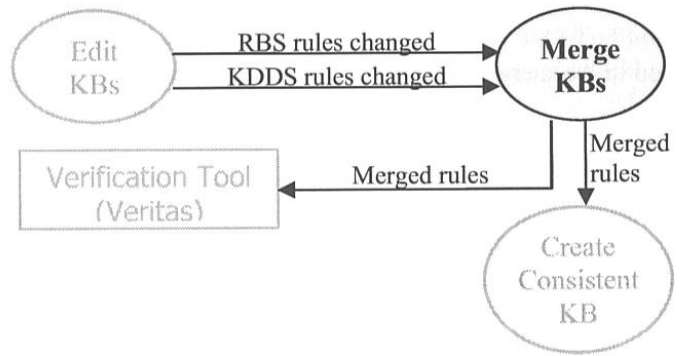 Edit
KBs
RBS rules changed
KDDS rules changed
Merge
KBs
Verification Tool
(Veritas)
Merged rules
Merged
rules
Create
Consistent
KB